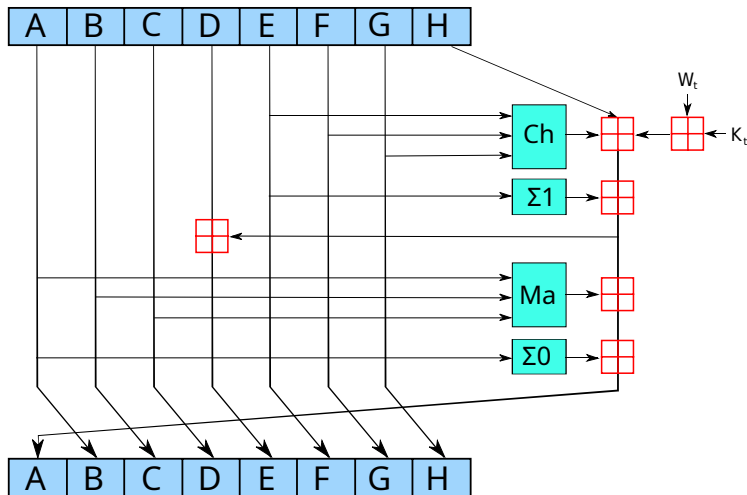 A B C D E F G H
Wₜ
Ch
Kₜ
Σ1
Ma
Σ0
A B C D E F G H